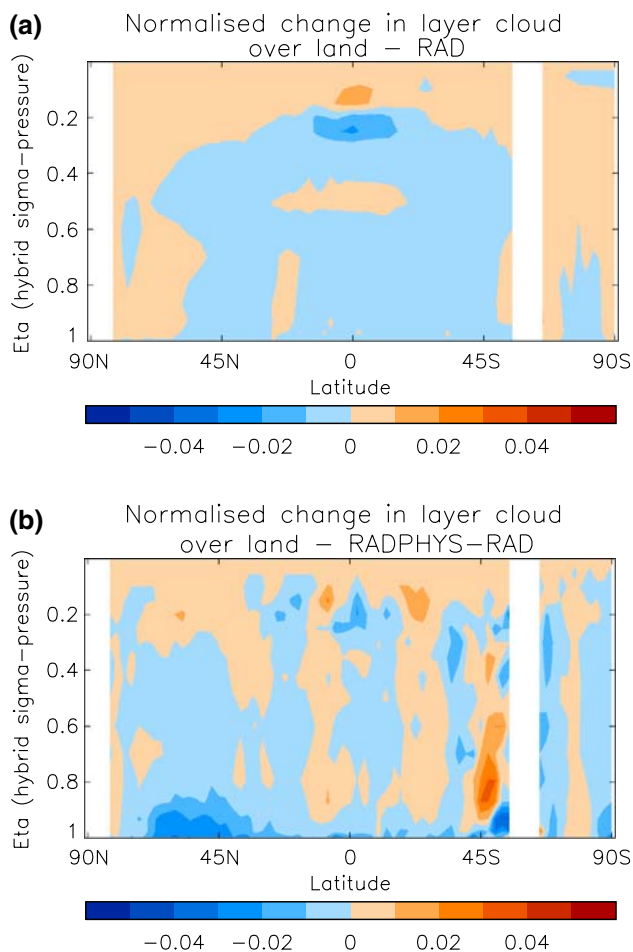 (a)
Normalised change in layer cloud
over land – RAD
Eta (hybrid sigma–pressure)
0.2
0.4
0.6
0.8
1
90N 45N 0 45S 90S
Latitude
−0.04 −0.02 0 0.02 0.04
(b)
Normalised change in layer cloud
over land – RADPHYS–RAD
Eta (hybrid sigma–pressure)
0.2
0.4
0.6
0.8
1
90N 45N 0 45S 90S
Latitude
−0.04 −0.02 0 0.02 0.04